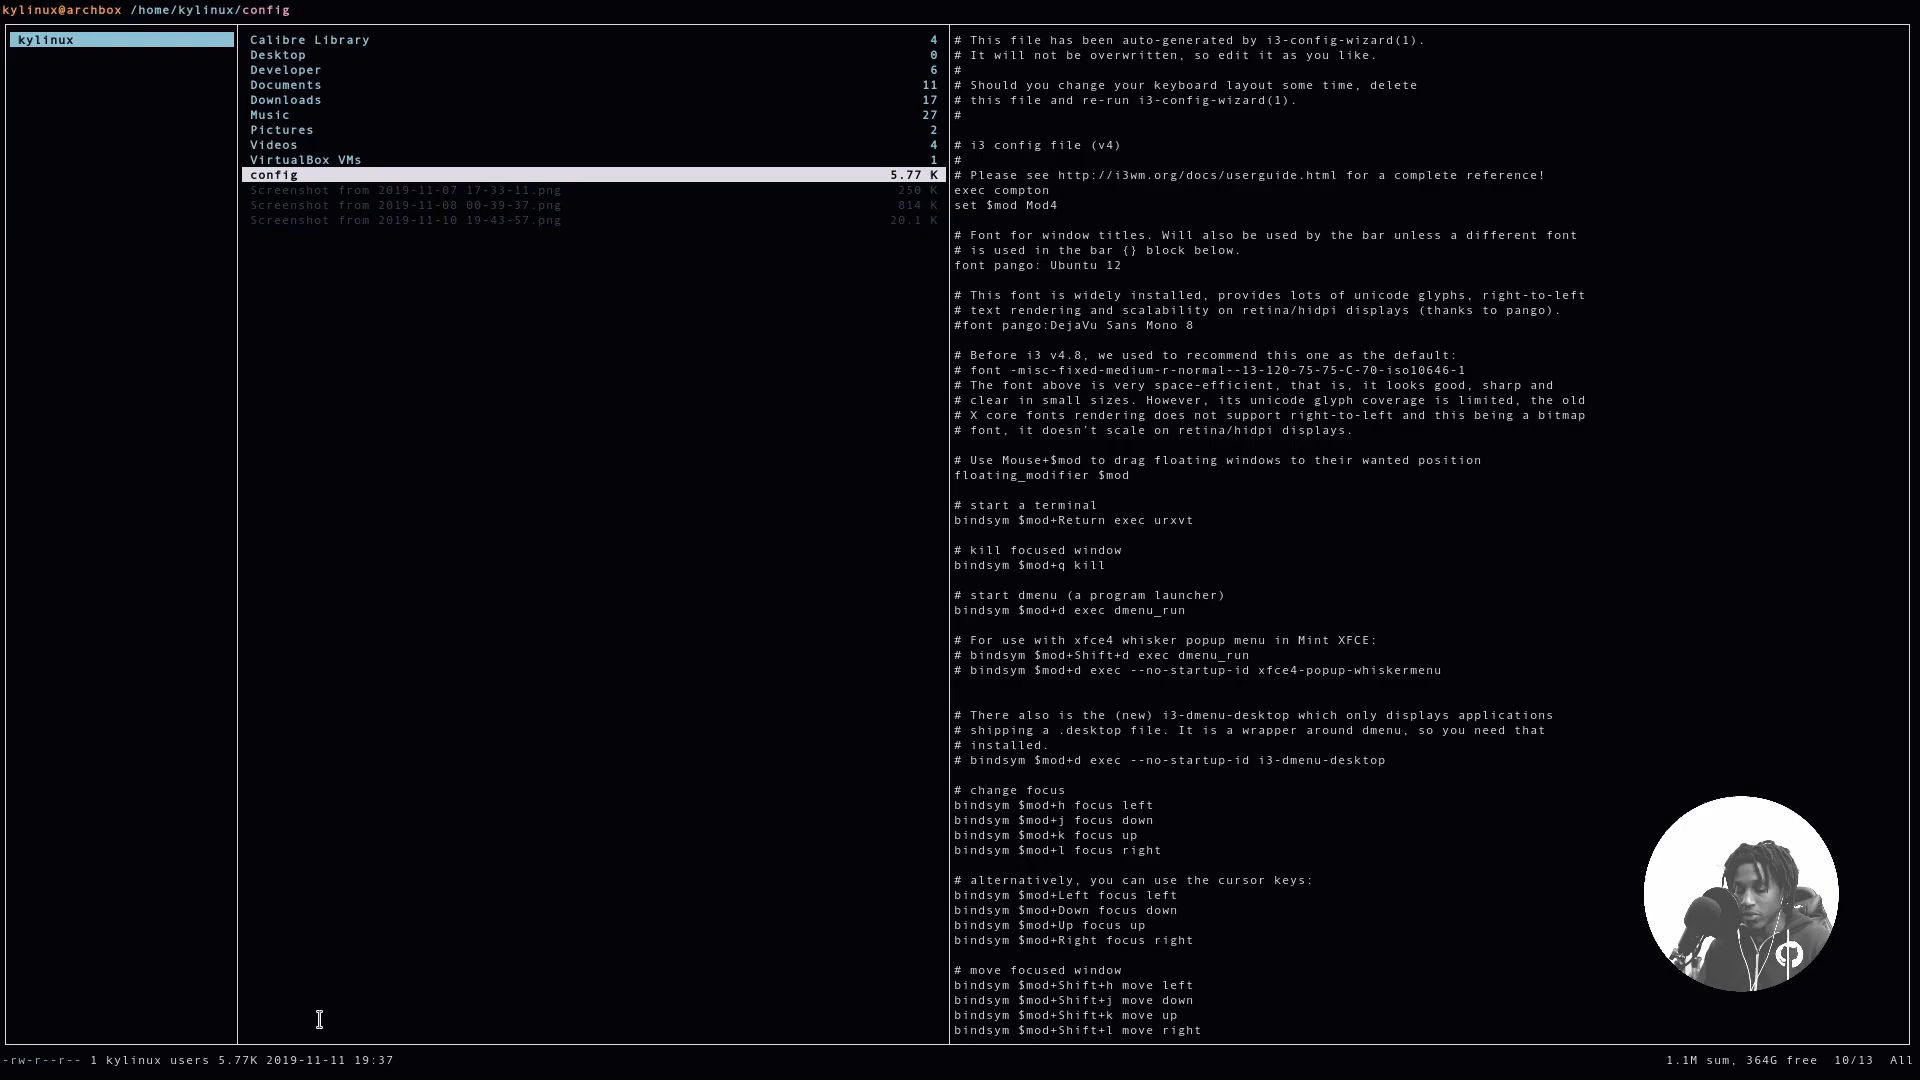 kylinux@archbox /home/kylinux/config
kylinux
Calibre Library 4
Desktop 0
Developer 6
Documents 11
Downloads 17
Music 27
Pictures 2
Videos 4
VirtualBox VMs 1
config 5.77 K
Screenshot from 2019-11-07 17-33-11.png 250 K
Screenshot from 2019-11-08 00-39-37.png 814 K
Screenshot from 2019-11-10 19-43-57.png 20.1 K
# This file has been auto-generated by i3-config-wizard(1).
# It will not be overwritten, so edit it as you like.
#
# Should you change your keyboard layout some time, delete
# this file and re-run i3-config-wizard(1).
#
# i3 config file (v4)
#
# Please see http://i3wm.org/docs/userguide.html for a complete reference!
exec compton
set $mod Mod4
# Font for window titles. Will also be used by the bar unless a different font
# is used in the bar {} block below.
font pango: Ubuntu 12
# This font is widely installed, provides lots of unicode glyphs, right-to-left
# text rendering and scalability on retina/hidpi displays (thanks to pango).
#font pango:DejaVu Sans Mono 8
# Before i3 v4.8, we used to recommend this one as the default:
# font -misc-fixed-medium-r-normal--13-120-75-75-C-70-iso10646-1
# The font above is very space-efficient, that is, it looks good, sharp and
# clear in small sizes. However, its unicode glyph coverage is limited, the old
# X core fonts rendering does not support right-to-left and this being a bitmap
# font, it doesn't scale on retina/hidpi displays.
# Use Mouse+$mod to drag floating windows to their wanted position
floating_modifier $mod
# start a terminal
bindsym $mod+Return exec urxvt
# kill focused window
bindsym $mod+q kill
# start dmenu (a program launcher)
bindsym $mod+d exec dmenu_run
# For use with xfce4 whisker popup menu in Mint XFCE:
# bindsym $mod+Shift+d exec dmenu_run
# bindsym $mod+d exec --no-startup-id xfce4-popup-whiskermenu
# There also is the (new) i3-dmenu-desktop which only displays applications
# shipping a .desktop file. It is a wrapper around dmenu, so you need that
# installed.
# bindsym $mod+d exec --no-startup-id i3-dmenu-desktop
# change focus
bindsym $mod+h focus left
bindsym $mod+j focus down
bindsym $mod+k focus up
bindsym $mod+l focus right
# alternatively, you can use the cursor keys:
bindsym $mod+Left focus left
bindsym $mod+Down focus down
bindsym $mod+Up focus up
bindsym $mod+Right focus right
# move focused window
bindsym $mod+Shift+h move left
bindsym $mod+Shift+j move down
bindsym $mod+Shift+k move up
bindsym $mod+Shift+l move right
-rw-r--r-- 1 kylinux users 5.77K 2019-11-11 19:37
1.1M sum, 364G free 10/13 All